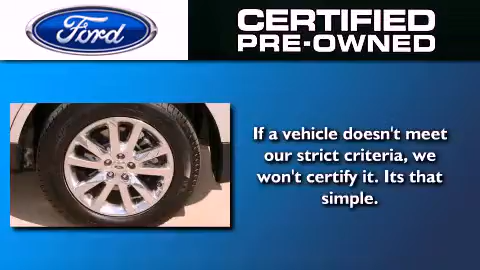 Ford
CERTIFIED
PRE-OWNED
If a vehicle doesn't meet
our strict criteria, we
won't certify it. Its that
simple.